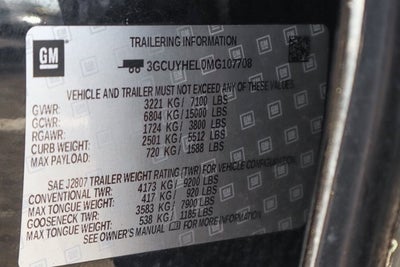 GM
TRAILERING INFORMATION
3GCUYHEL0MG107708
VEHICLE AND TRAILER MUST NOT EXCEED ANY OF THESE:
GVWR: 3221 KG/ 7100 LBS
GCWR: 6804 KG/15000 LBS
RGAWR: 1724 KG/ 3800 LBS
CURB WEIGHT: 2501 KG/ 5512 LBS
MAX PAYLOAD: 720 KG/ 1588 LBS
SAE J2807 TRAILER WEIGHT RATING (TWR) FOR VEHICLE CONFIGURATION
CONVENTIONAL TWR: 4173 KG/ 9200 LBS
MAX TONGUE WEIGHT: 417 KG/ 920 LBS
GOOSENECK TWR: 3583 KG/ 7900 LBS
MAX TONGUE WEIGHT: 538 KG/ 1185 LBS
SEE OWNER'S MANUAL FOR MORE INFORMATION